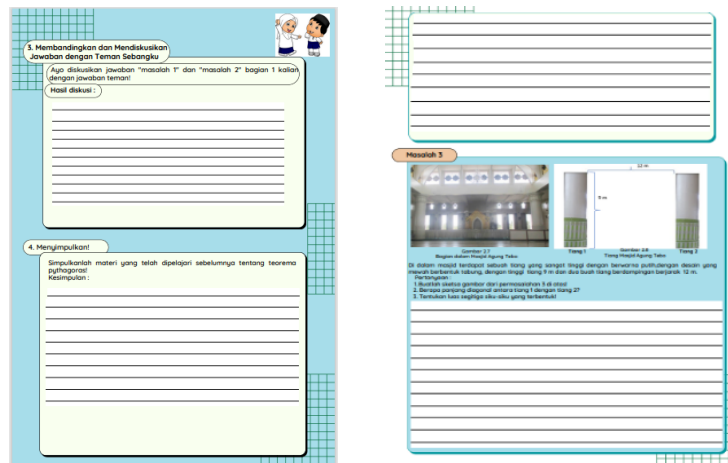 3. Membandingkan dan Mendiskusikan
Jawaban dengan Teman Sebangku
Ayo diskusikan jawaban "masalah 1" dan "masalah 2" bagian 1 kalian
dengan jawaban teman!
Hasil diskusi :
4. Menyimpulkan!
Simpulkanlah materi yang telah dipelajari sebelumnya tentang teorema
pythagoras!
Kesimpulan :
Masalah 3
12 m
9 m
Gambar 2.7
Bagian dalam Masjid Agung Tebo
Tiang 1
Gambar 2.8
Tiang Masjid Agung Tebo
Tiang 2
Di dalam masjid terdapat sebuah tiang yang sangat tinggi dengan berwarna putih,dengan desain yang
mewah berbentuk tabung, dengan tinggi tiang 9 m dan dua buah tiang berdampingan berjarak 12 m.
Pertanyaan :
1.Buatlah sketsa gambar dari permasalahan 3 di atas!
2. Berapa panjang diagonal antara tiang 1 dengan tiang 2?
3. Tentukan luas segitiga siku-siku yang terbentuk!